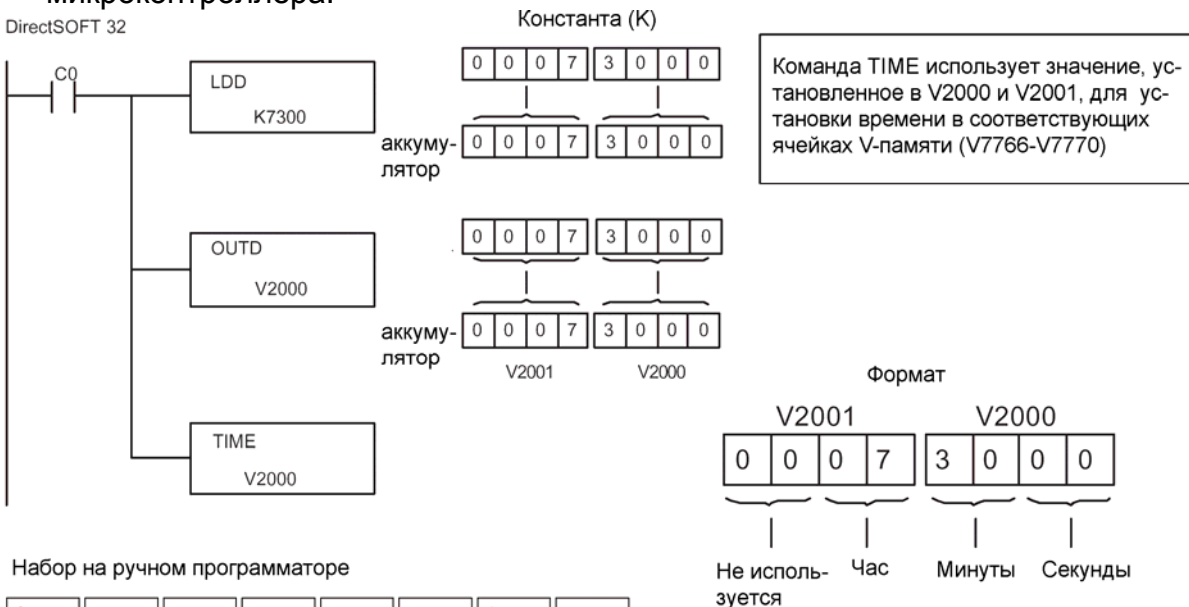 микроконтроллера.
DirectSOFT 32
Константа (K)
C0
LDD
K7300
0 0 0 7 3 0 0 0
аккуму-
лятор
0 0 0 7 3 0 0 0
Команда TIME использует значение, ус-
тановленное в V2000 и V2001, для ус-
тановки времени в соответствующих
ячейках V-памяти (V7766-V7770)
OUTD
V2000
0 0 0 7 3 0 0 0
аккуму-
лятор
0 0 0 7 3 0 0 0
V2001 V2000
TIME
V2000
Формат
V2001 V2000
0 0 0 7 3 0 0 0
Не исполь-
зуется
Час
Минуты
Секунды
Набор на ручном программаторе